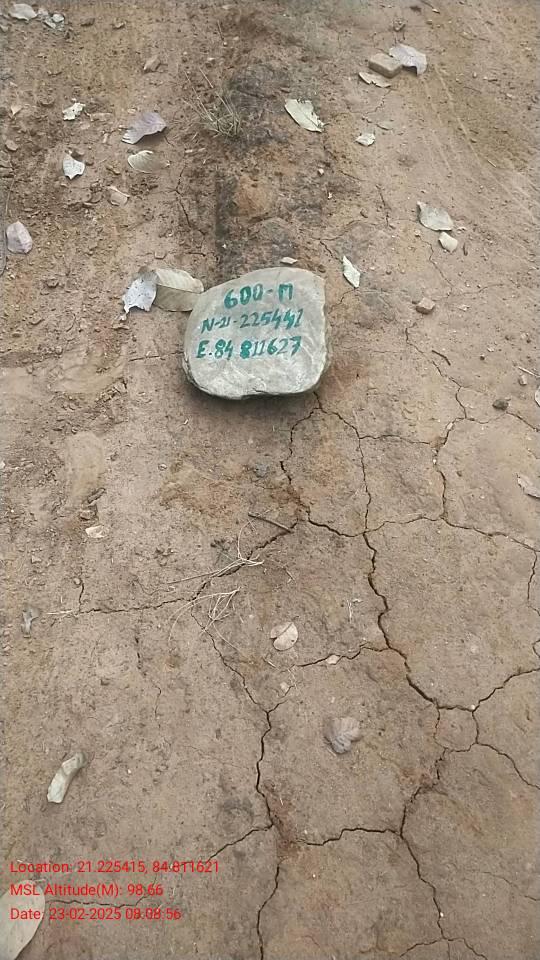 600-M
N-21-225441
E.84 811627
Location: 21.225415, 84.811621
MSL Altitude(M): 98.66
Date: 23-02-2025 08:08:56